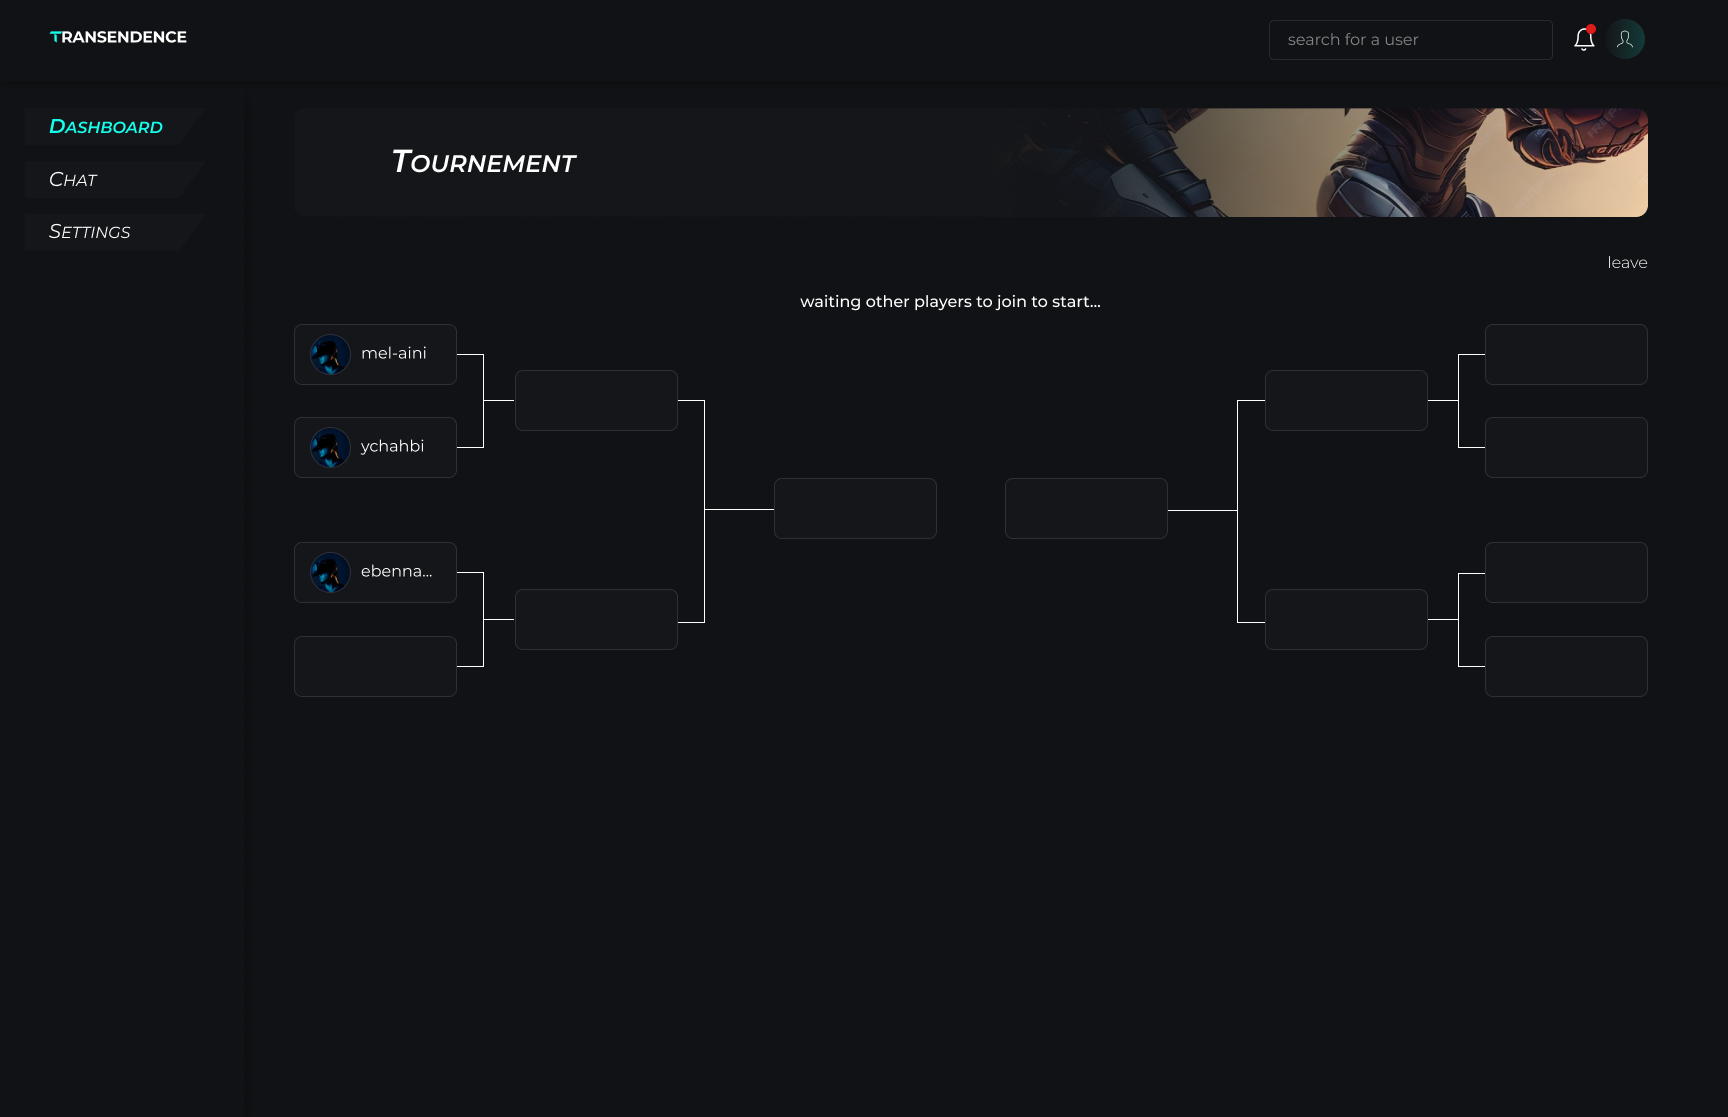 TRANSENDENCE
search for a user
DASHBOARD
CHAT
SETTINGS
TOURNEMENT
leave
waiting other players to join to start...
mel-aini
ychahbi
ebenna...